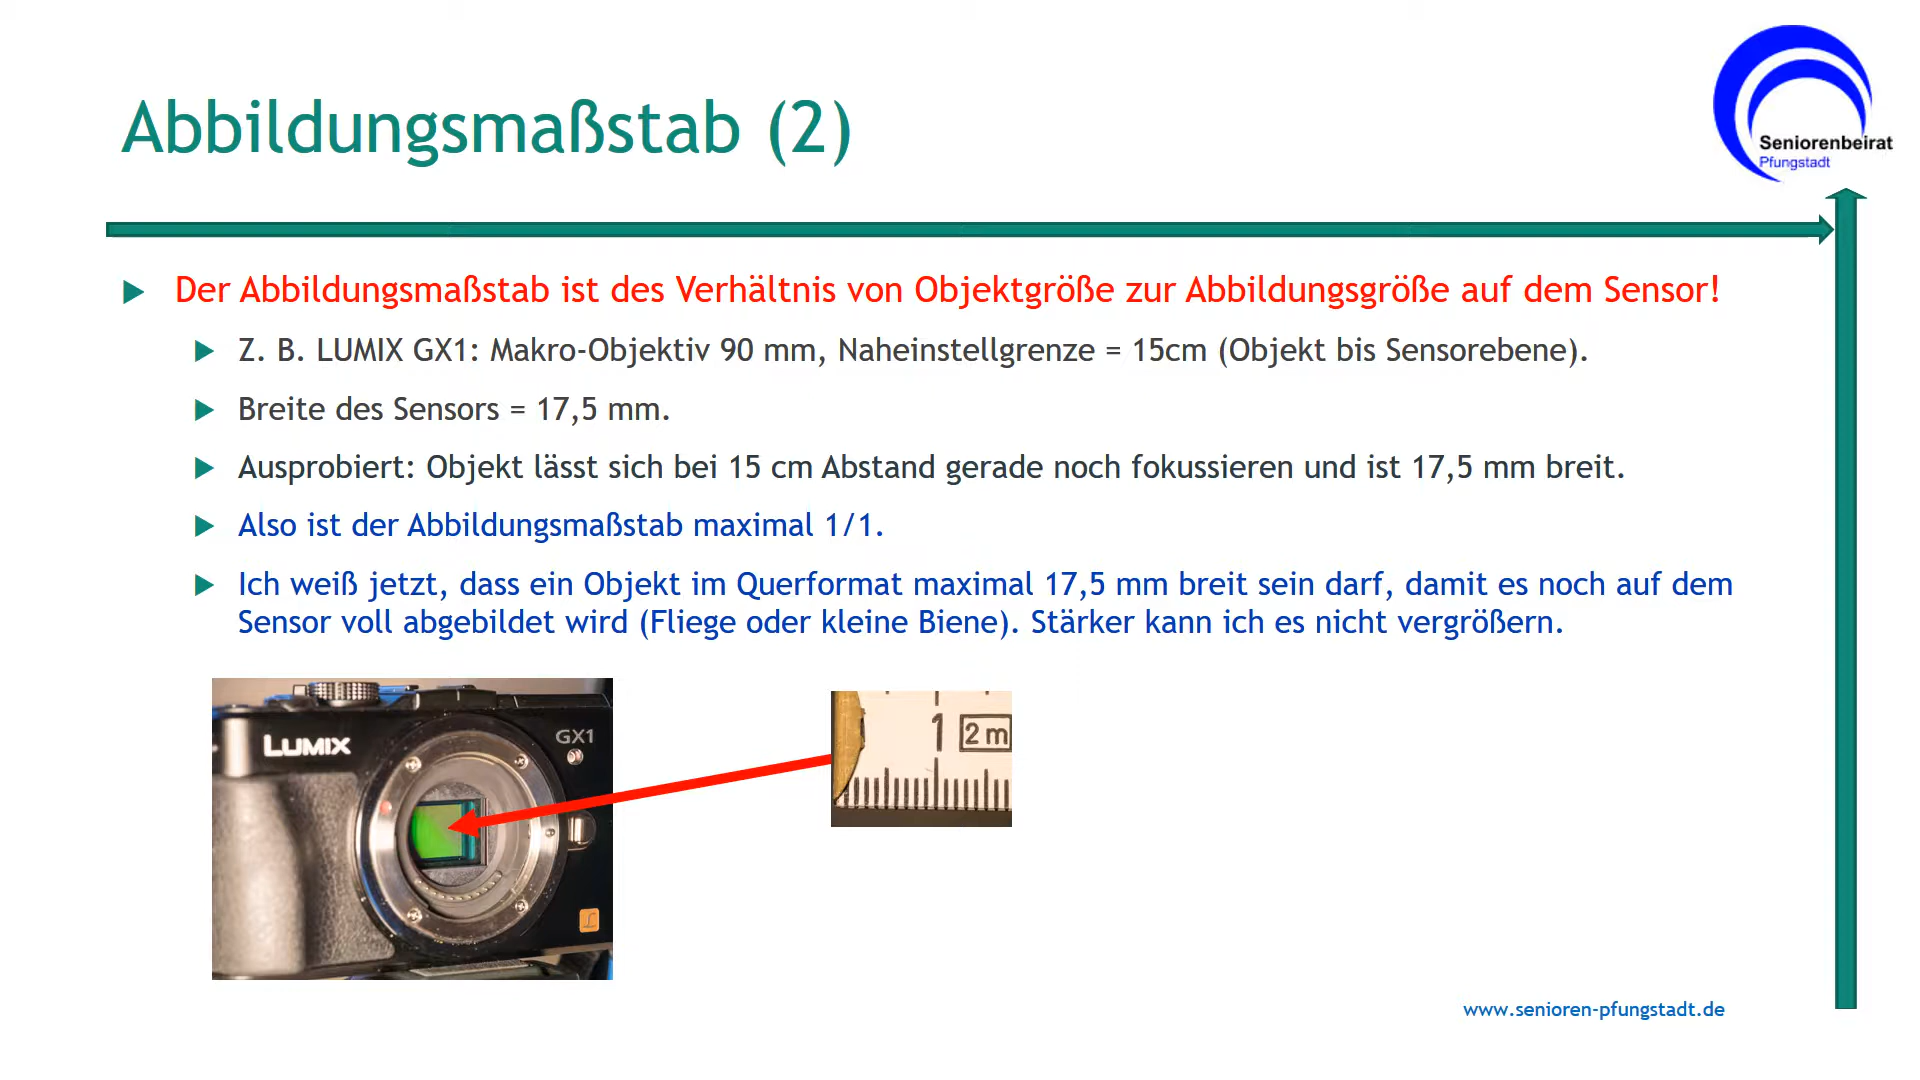 Abbildungsmaßstab (2)
Seniorenbeirat
Pfungstadt
Der Abbildungsmaßstab ist des Verhältnis von Objektgröße zur Abbildungsgröße auf dem Sensor!
Z. B. LUMIX GX1: Makro-Objektiv 90 mm, Naheinstellgrenze = 15cm (Objekt bis Sensorebene).
Breite des Sensors = 17,5 mm.
Ausprobiert: Objekt lässt sich bei 15 cm Abstand gerade noch fokussieren und ist 17,5 mm breit.
Also ist der Abbildungsmaßstab maximal 1/1.
Ich weiß jetzt, dass ein Objekt im Querformat maximal 17,5 mm breit sein darf, damit es noch auf dem
Sensor voll abgebildet wird (Fliege oder kleine Biene). Stärker kann ich es nicht vergrößern.
LUMIX
GX1
1
2 m
www.senioren-pfungstadt.de